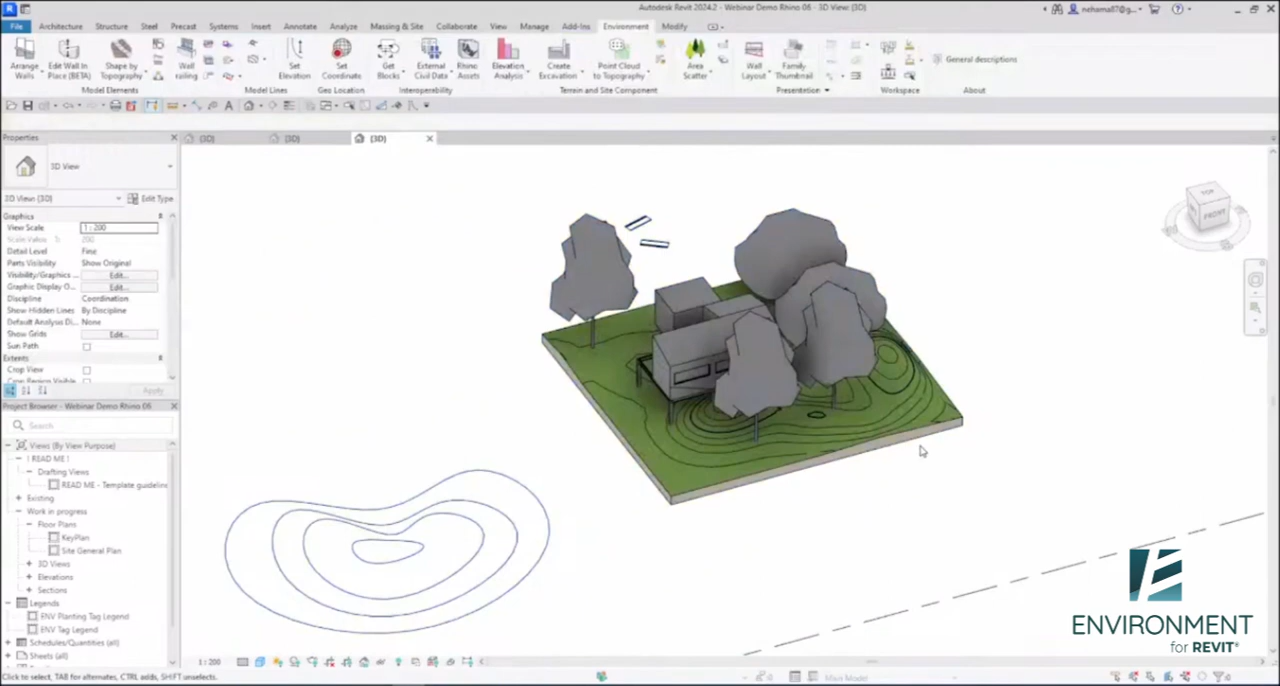 Autodesk Revit 2024.2 - Webinar Demo Rhino 06 - 3D View: {3D}
nehama87@g...
File Architecture Structure Steel Precast Systems Insert Annotate Analyze Massing & Site Collaborate View Manage Add-Ins Environment Modify
Arrange Walls
Edit Wall In Place (BETA)
Shape by Topography
Wall railing
Set Elevation
Set Coordinate
Get Blocks
External Civil Data
Rhino Assets
Elevation Analysis
Create Excavation
Point Cloud to Topography
Area Scatter
Wall Layout
Family Thumbnail
General descriptions
Model Elements Model Lines Geo Location Interoperability Terrain and Site Component Presentation Workspace About
Properties
{3D} {3D} {3D}
3D View
3D View: {3D} Edit Type
Graphics
View Scale 1 : 200
Scale Value 1: 200
Detail Level Fine
Parts Visibility Show Original
Visibility/Graphics ... Edit...
Graphic Display O... Edit...
Discipline Coordination
Show Hidden Lines By Discipline
Default Analysis Di... None
Show Grids Edit...
Sun Path
Extents
Crop View
Crop Region Visible
Apply
Project Browser - Webinar Demo Rhino 06
Search
Views (By View Purpose)
! READ ME !
Drafting Views
READ ME - Template guideline
Existing
Work in progress
Floor Plans
KeyPlan
Site General Plan
3D Views
Elevations
Sections
Legends
ENV Planting Tag Legend
ENV Tag Legend
Schedules/Quantities (all)
Sheets (all)
TOP
FRONT
ENVIRONMENT
for REVIT®
1 : 200
Click to select, TAB for alternates, CTRL adds, SHIFT unselects.
:0
Main Model
:0